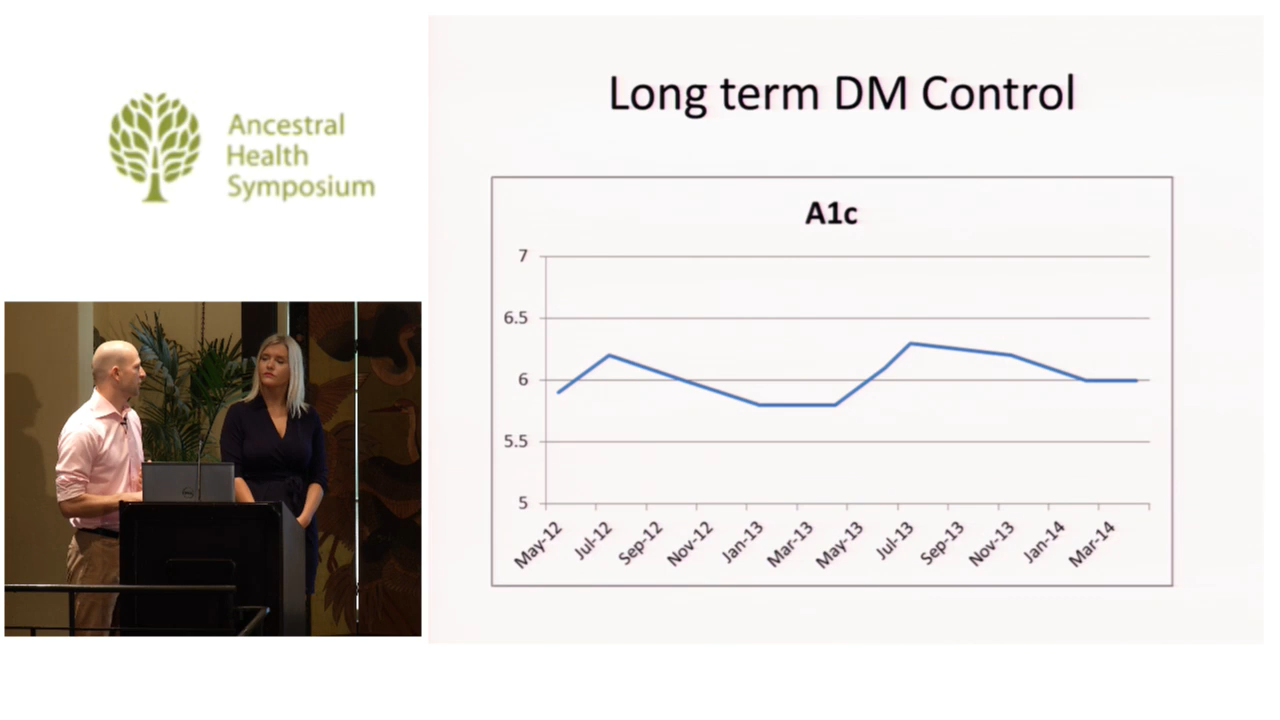 Ancestral
Health
Symposium
Long term DM Control
A1c
7
6.5
6
5.5
5
May-12
Jul-12
Sep-12
Nov-12
Jan-13
Mar-13
May-13
Jul-13
Sep-13
Nov-13
Jan-14
Mar-14